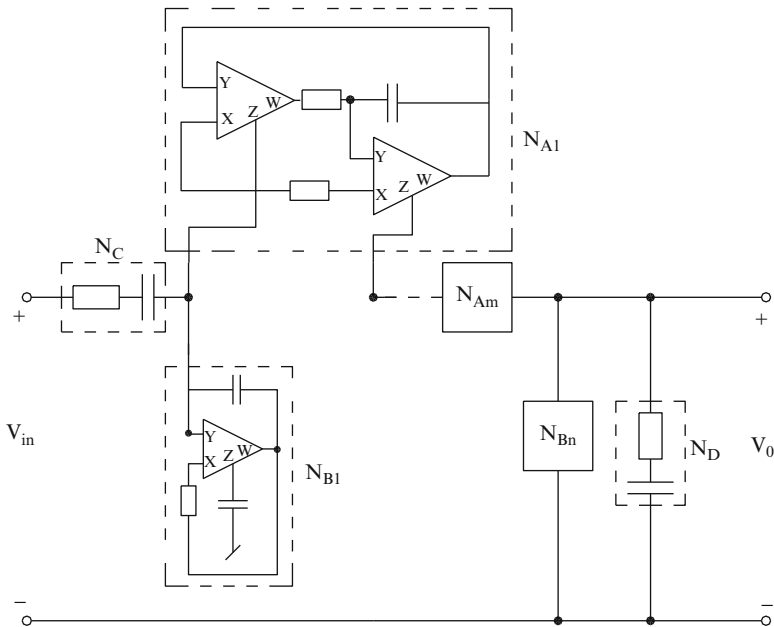 Y
W
X
Z
Y
W
Z
X
N_A1
N_C
N_Am
+
+
Y
W
X
Z
N_B1
N_Bn
N_D
V_in
V_0
−
−